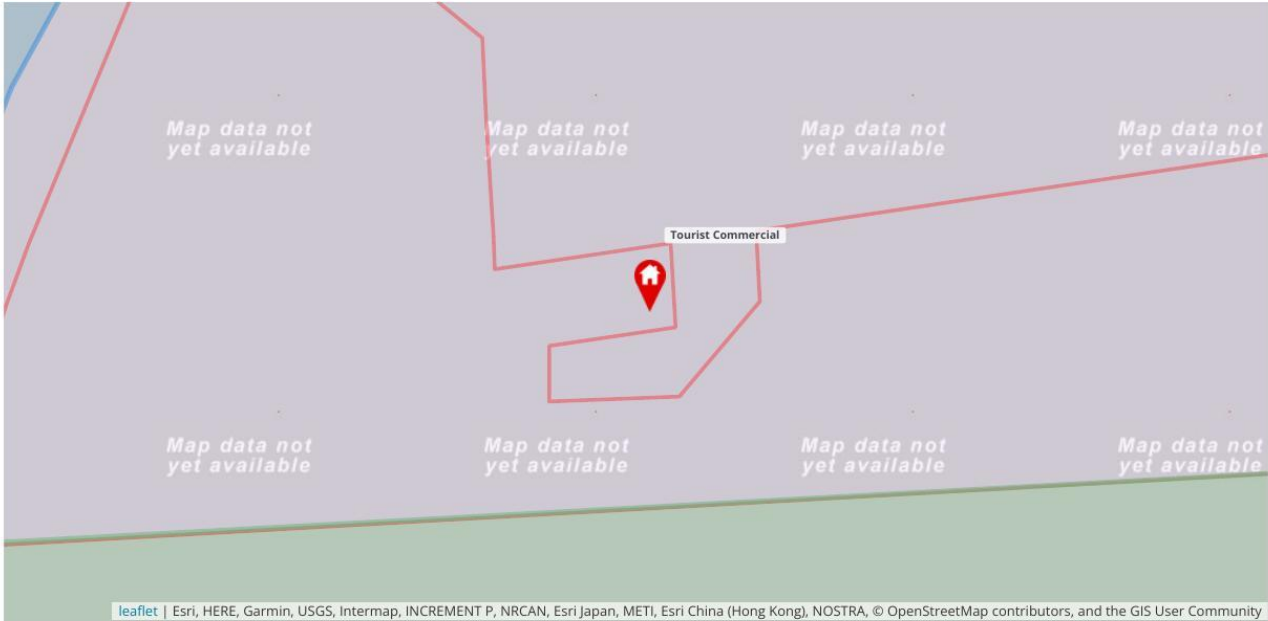 Map data not
yet available
Map data not
yet available
Map data not
yet available
Map data not
yet available
Tourist Commercial
Map data not
yet available
Map data not
yet available
Map data not
yet available
Map data not
yet available
leaflet | Esri, HERE, Garmin, USGS, Intermap, INCREMENT P, NRCAN, Esri Japan, METI, Esri China (Hong Kong), NOSTRA, © OpenStreetMap contributors, and the GIS User Community